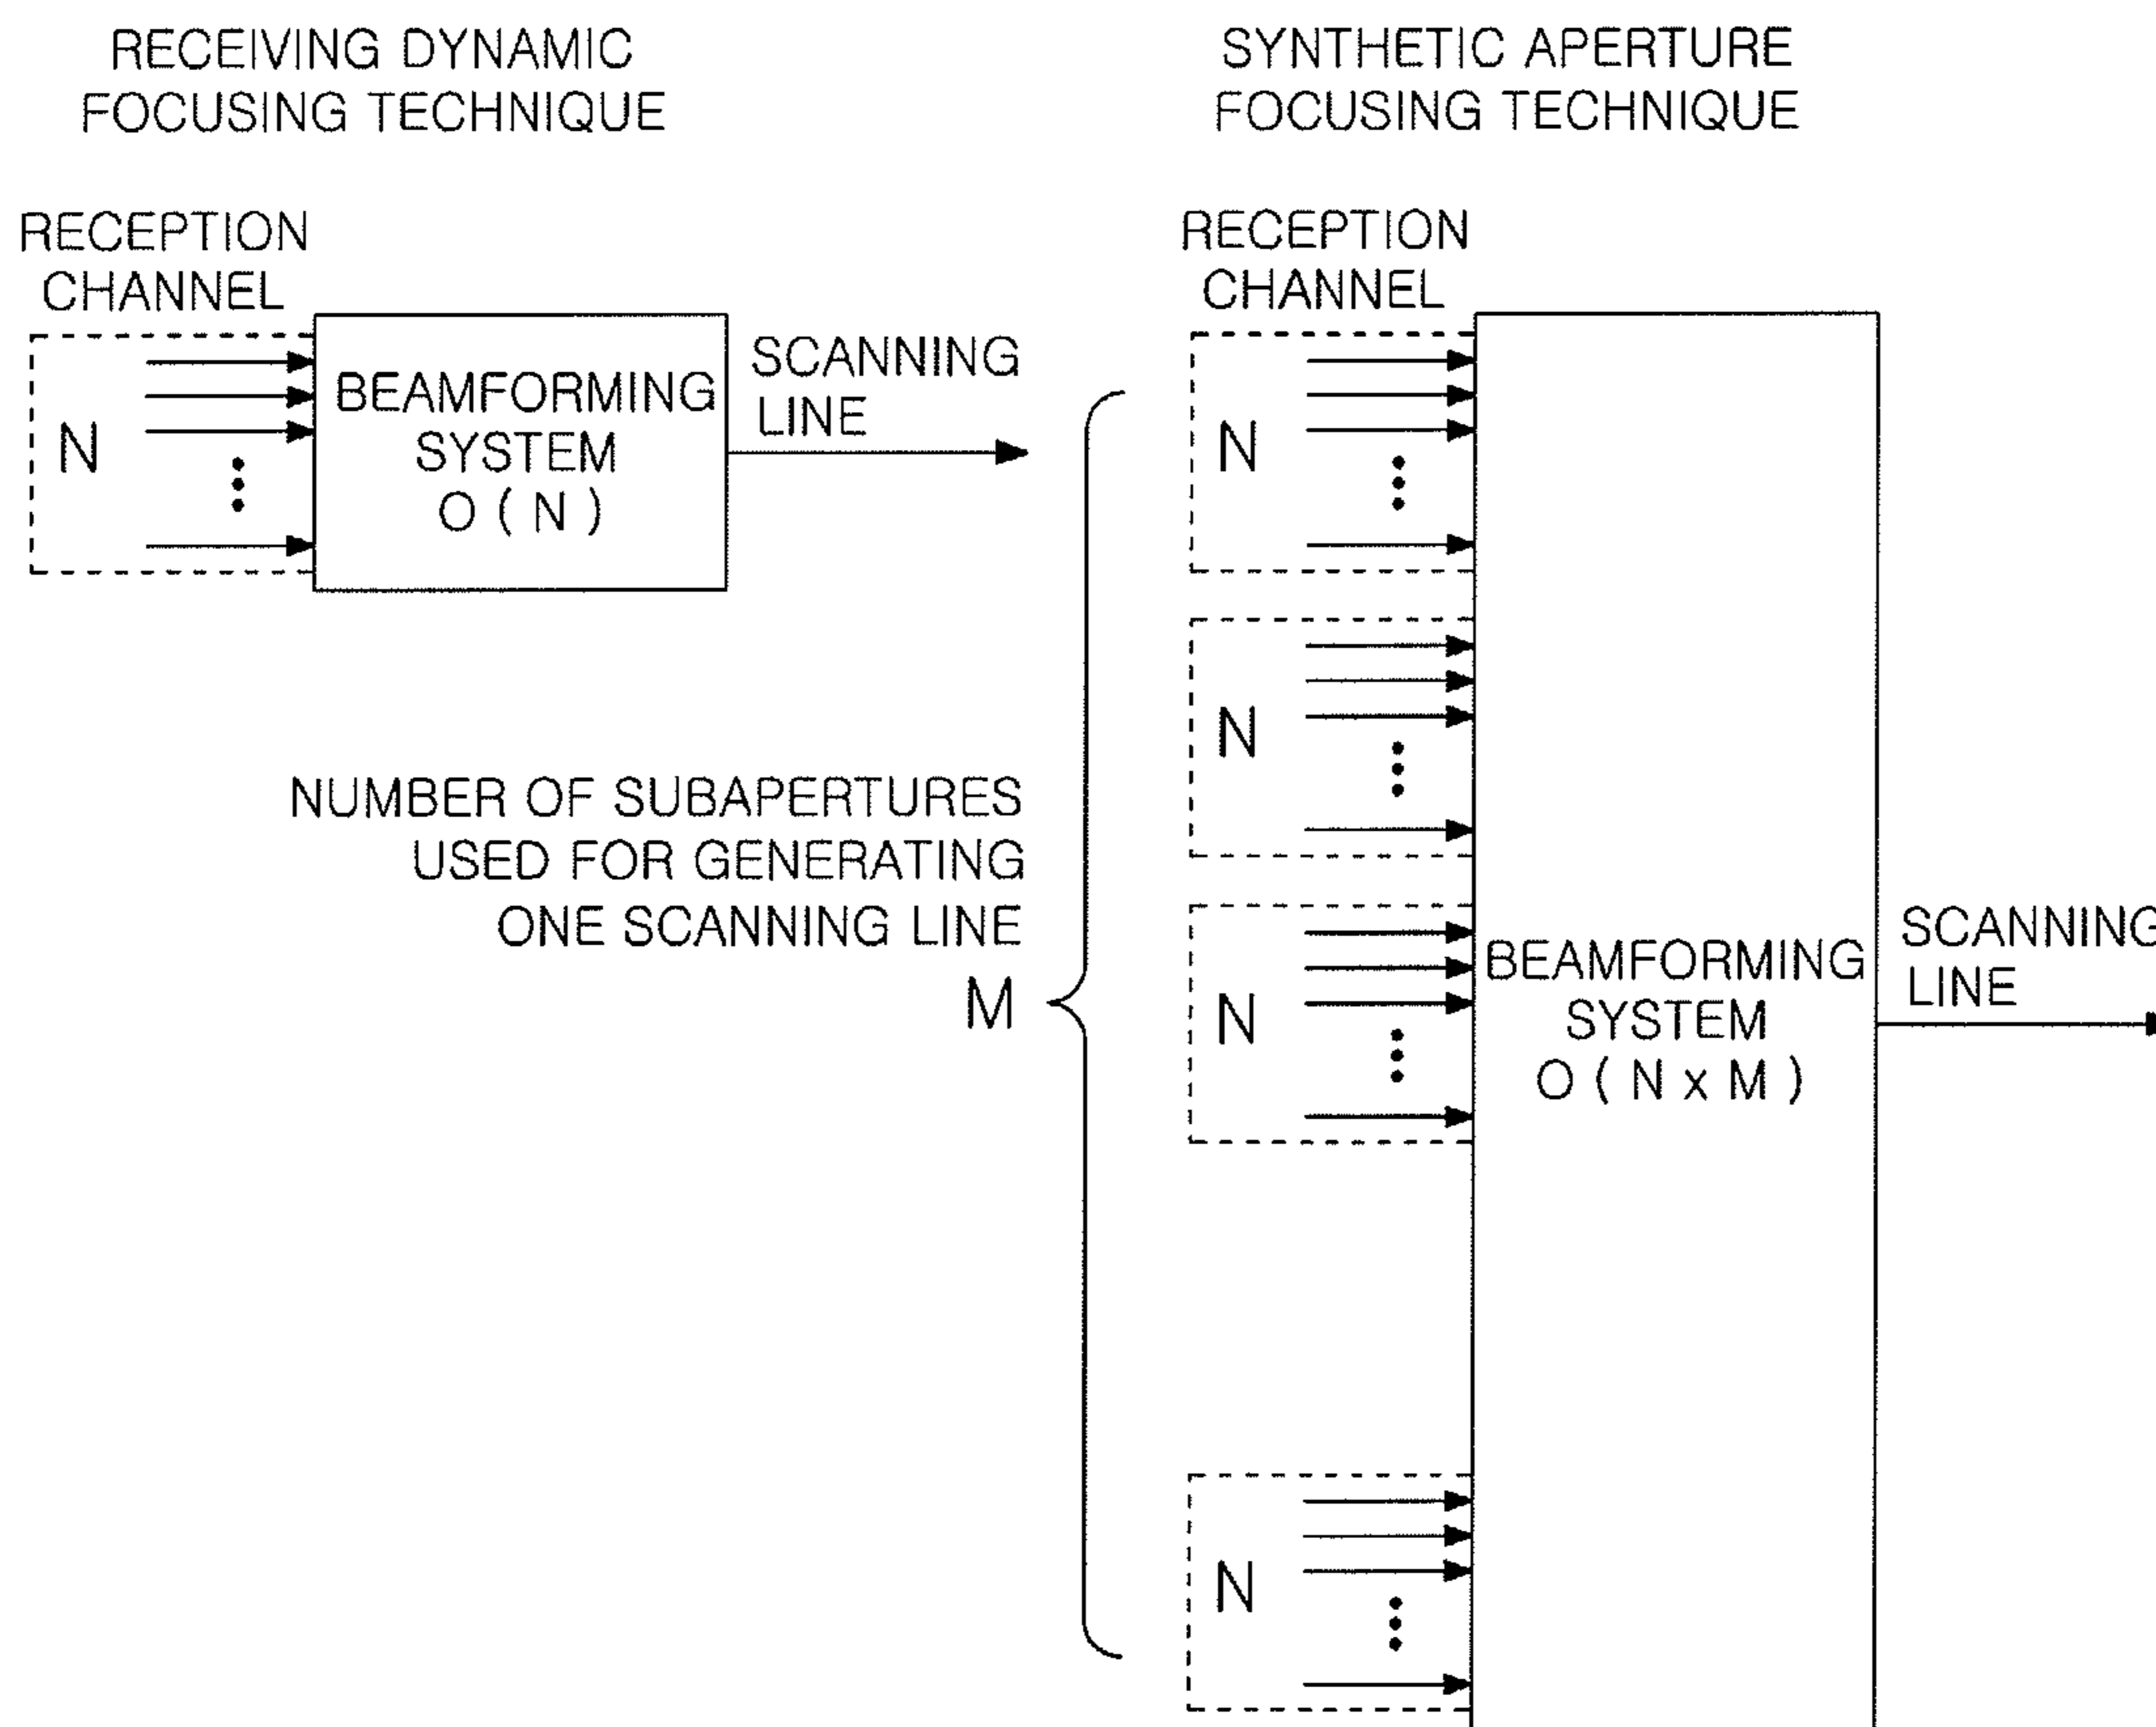 RECEIVING DYNAMIC
FOCUSING TECHNIQUE
RECEPTION
CHANNEL
N
BEAMFORMING
SYSTEM
O ( N )
SCANNING
LINE
SYNTHETIC APERTURE
FOCUSING TECHNIQUE
RECEPTION
CHANNEL
NUMBER OF SUBAPERTURES
USED FOR GENERATING
ONE SCANNING LINE
M
N
N
N
N
BEAMFORMING
SYSTEM
O ( N x M )
SCANNING
LINE